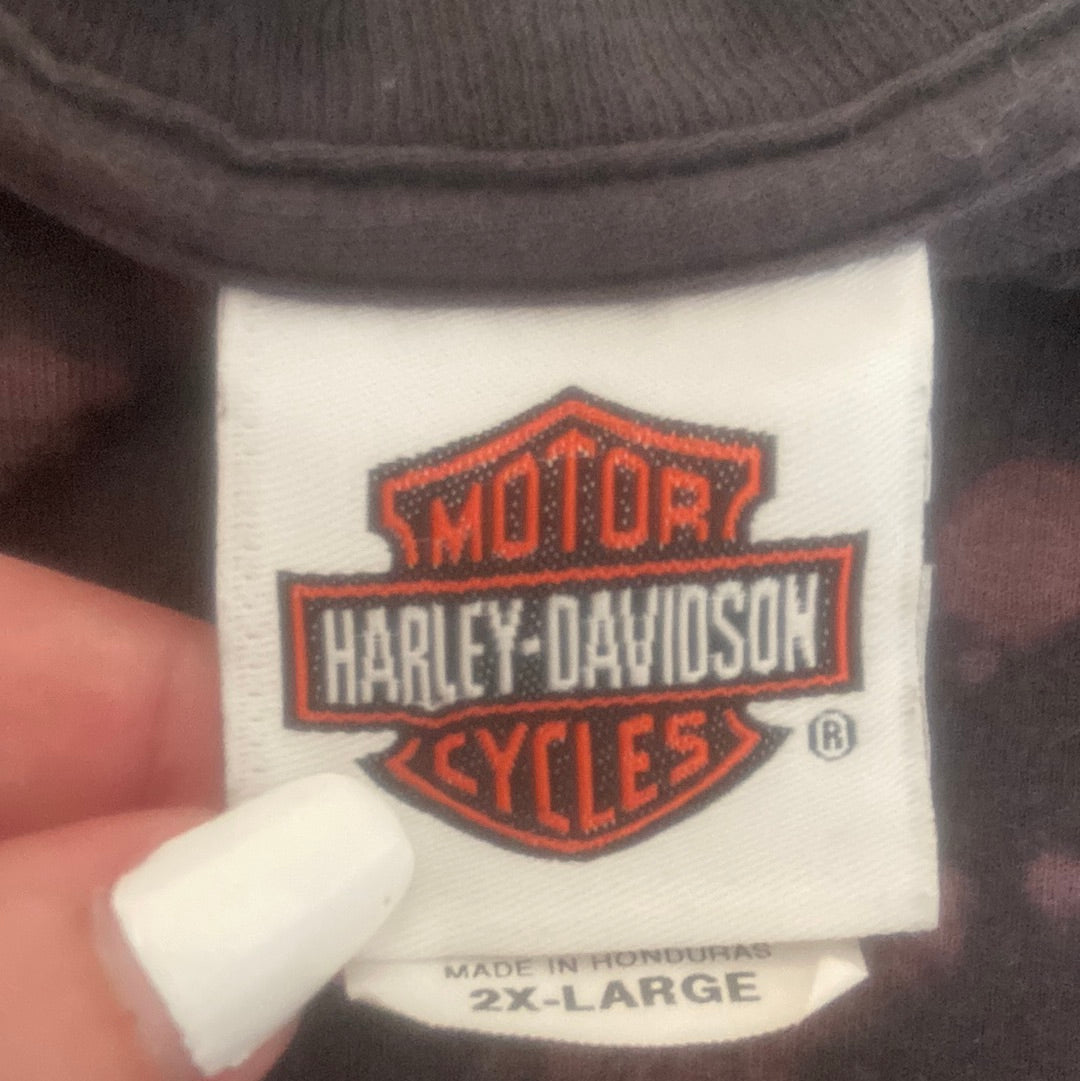 MOTOR
HARLEY-DAVIDSON
CYCLES
®
MADE IN HONDURAS
2X-LARGE